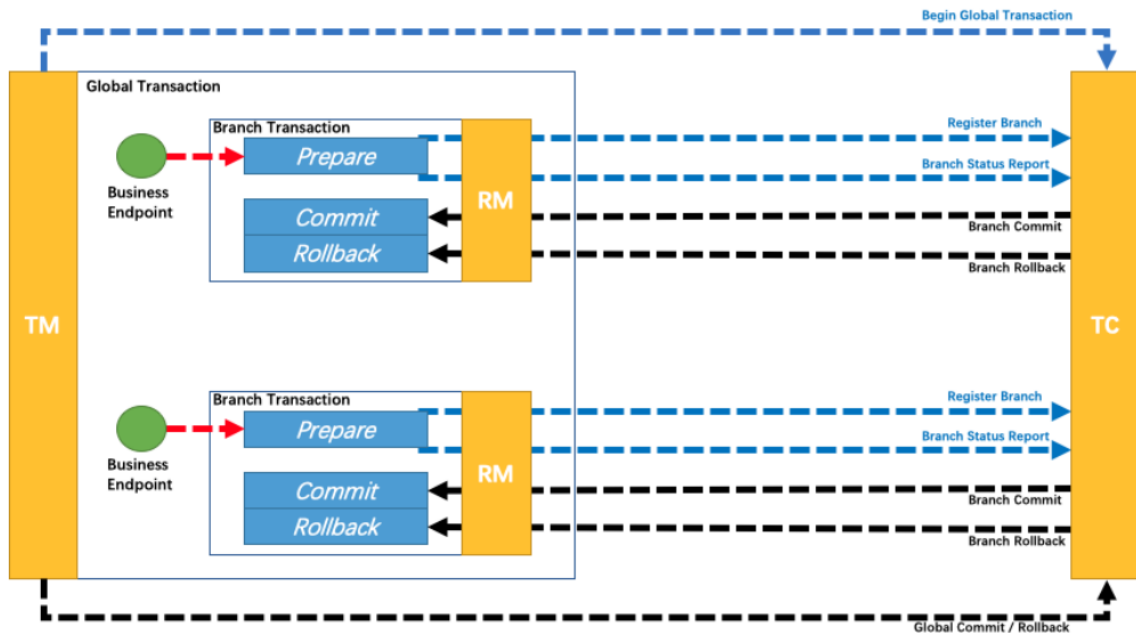 Begin Global Transaction
Global Transaction
Branch Transaction
Prepare
Register Branch
Branch Status Report
Business
Endpoint
RM
Commit
Branch Commit
Rollback
Branch Rollback
TM
TC
Branch Transaction
Prepare
Register Branch
Branch Status Report
Business
Endpoint
RM
Commit
Branch Commit
Rollback
Branch Rollback
Global Commit / Rollback